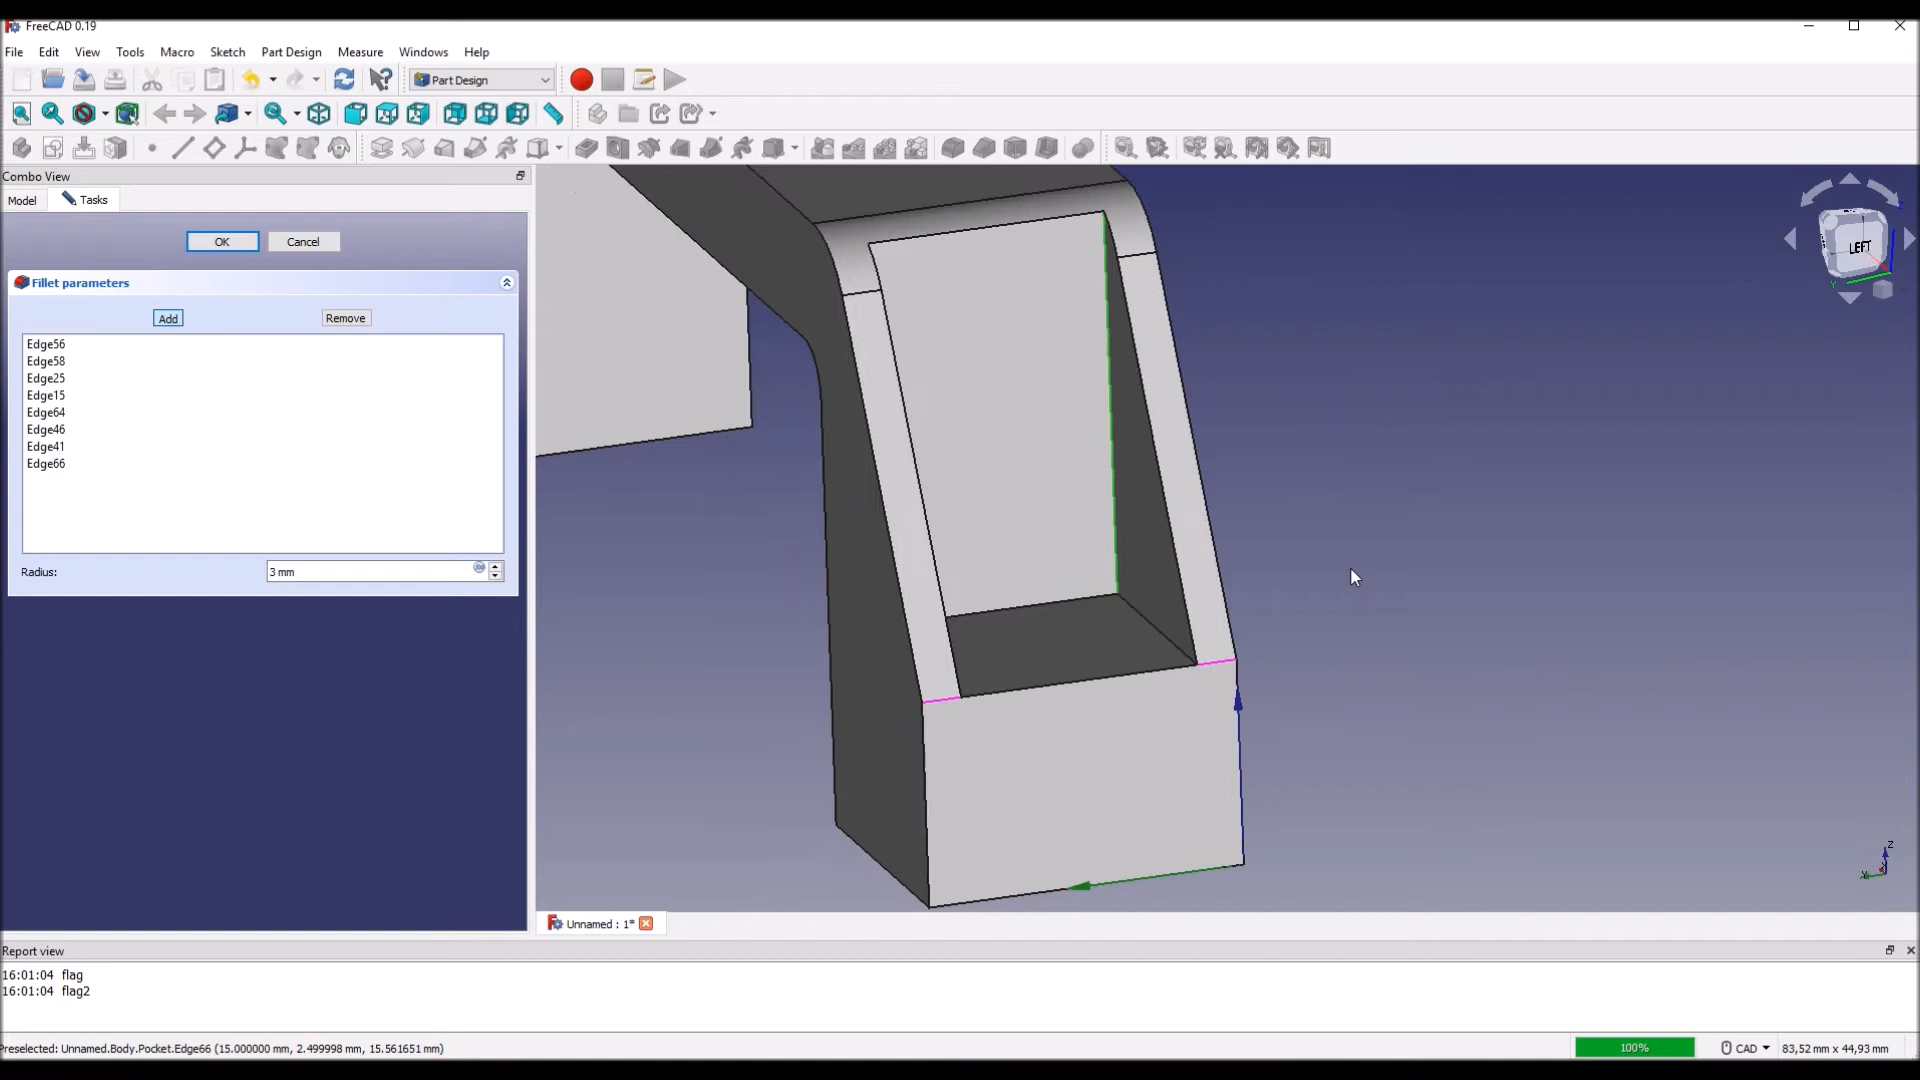 FreeCAD 0.19
File Edit View Tools Macro Sketch Part Design Measure Windows Help
Part Design
Combo View
Model Tasks
OK Cancel
Fillet parameters
Add Remove
Edge56
Edge58
Edge25
Edge15
Edge64
Edge46
Edge41
Edge66
Radius: 3 mm
LEFT
Y
Z
Unnamed : 1*
Report view
16:01:04 flag
16:01:04 flag2
Preselected: Unnamed.Body.Pocket.Edge66 (15.000000 mm, 2.499998 mm, 15.561651 mm)
100% CAD 83,52 mm x 44,93 mm